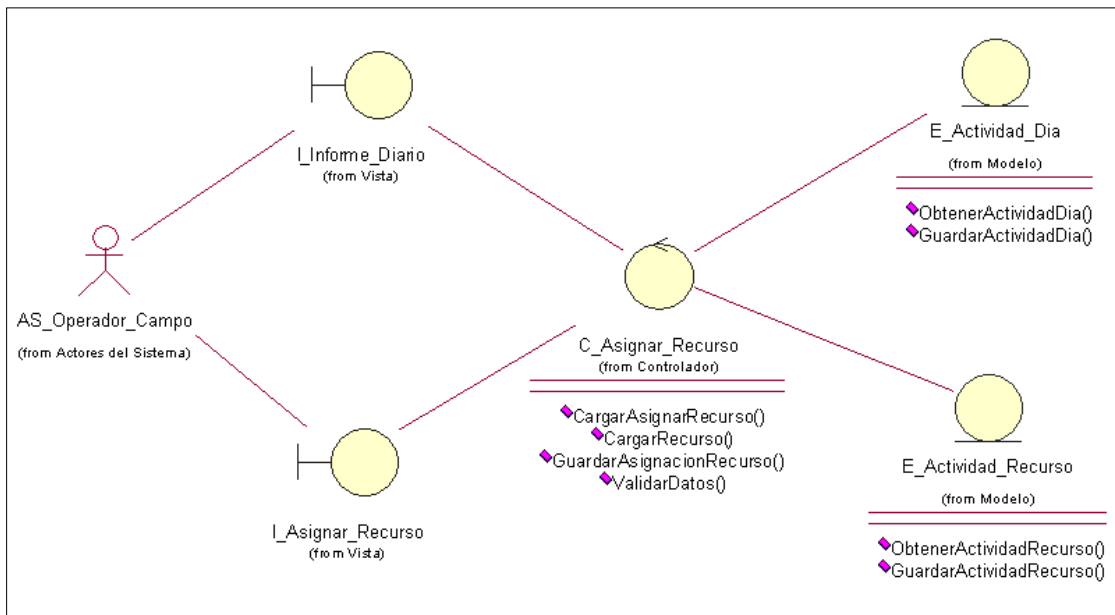 I_Informe_Diario
(from Vista)
E_Actividad_Dia
(from Modelo)
ObtenerActividadDia()
GuardarActividadDia()
AS_Operador_Campo
(from Actores del Sistema)
C_Asignar_Recurso
(from Controlador)
CargarAsignarRecurso()
CargarRecurso()
GuardarAsignacionRecurso()
ValidarDatos()
I_Asignar_Recurso
(from Vista)
E_Actividad_Recurso
(from Modelo)
ObtenerActividadRecurso()
GuardarActividadRecurso()